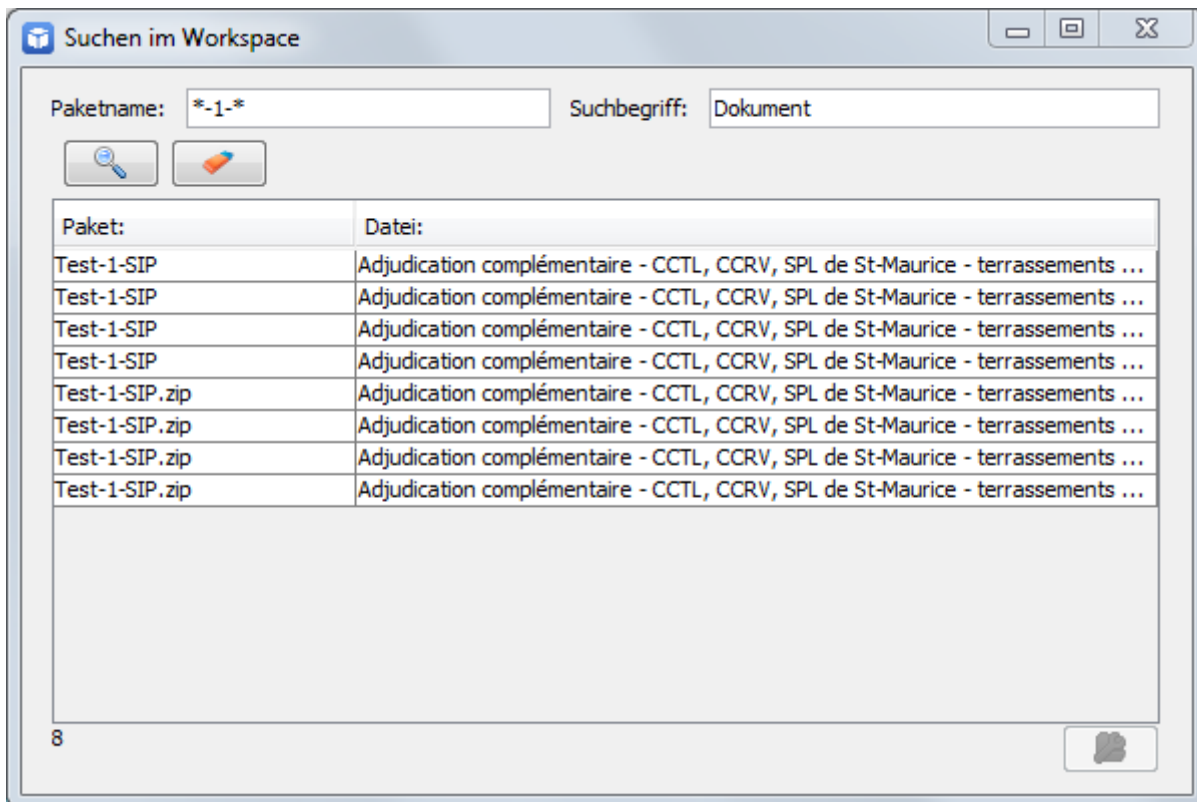 Suchen im Workspace
Paketname: *-1-* Suchbegriff: Dokument
Paket: Datei:
Test-1-SIP Adjudication complémentaire - CCTL, CCRV, SPL de St-Maurice - terrassements ...
Test-1-SIP Adjudication complémentaire - CCTL, CCRV, SPL de St-Maurice - terrassements ...
Test-1-SIP Adjudication complémentaire - CCTL, CCRV, SPL de St-Maurice - terrassements ...
Test-1-SIP Adjudication complémentaire - CCTL, CCRV, SPL de St-Maurice - terrassements ...
Test-1-SIP.zip Adjudication complémentaire - CCTL, CCRV, SPL de St-Maurice - terrassements ...
Test-1-SIP.zip Adjudication complémentaire - CCTL, CCRV, SPL de St-Maurice - terrassements ...
Test-1-SIP.zip Adjudication complémentaire - CCTL, CCRV, SPL de St-Maurice - terrassements ...
Test-1-SIP.zip Adjudication complémentaire - CCTL, CCRV, SPL de St-Maurice - terrassements ...
8